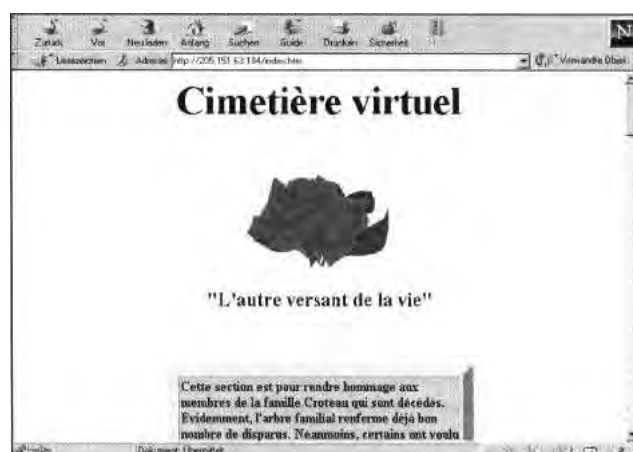 Zurück Vor Neu laden Anfang Suchen Guide Drucken Sicherheit N
Lesezeichen Adresse http://205.151.63.184/index.htm Verwandte Objek
Cimetière virtuel
"L'autre versant de la vie"
Cette section est pour rendre hommage aux
membres de la famille Croteau qui sont décédés.
Evidemment, l'arbre familial renferme déjà bon
nombre de disparus. Néanmoins, certains ont voulu
Dokument: Übermittelt